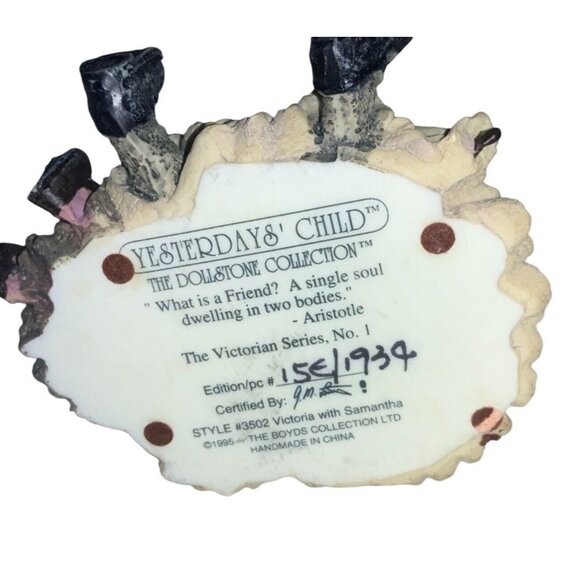 YESTERDAYS' CHILD™
THE DOLLSTONE COLLECTION™
" What is a Friend? A single soul
dwelling in two bodies."
- Aristotle
The Victorian Series, No. 1
Edition/pc # 15E/1934
Certified By:
STYLE #3502 Victoria with Samantha
©1995 THE BOYDS COLLECTION LTD
HANDMADE IN CHINA